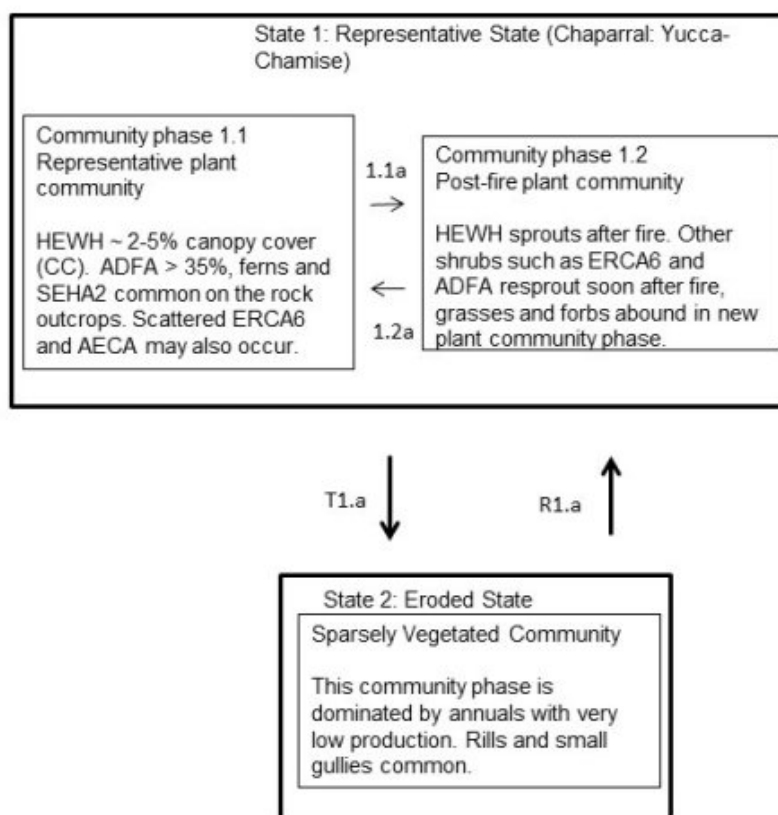 State 1: Representative State (Chaparral: Yucca-
Chamise)
Community phase 1.1
Representative plant
community
HEWH ~ 2-5% canopy cover
(CC). ADFA > 35%, ferns and
SEHA2 common on the rock
outcrops. Scattered ERCA6
and AECA may also occur.
1.1a
1.2a
Community phase 1.2
Post-fire plant community
HEWH sprouts after fire. Other
shrubs such as ERCA6 and
ADFA resprout soon after fire,
grasses and forbs abound in new
plant community phase.
T1.a
R1.a
State 2: Eroded State
Sparsely Vegetated Community
This community phase is
dominated by annuals with very
low production. Rills and small
gullies common.